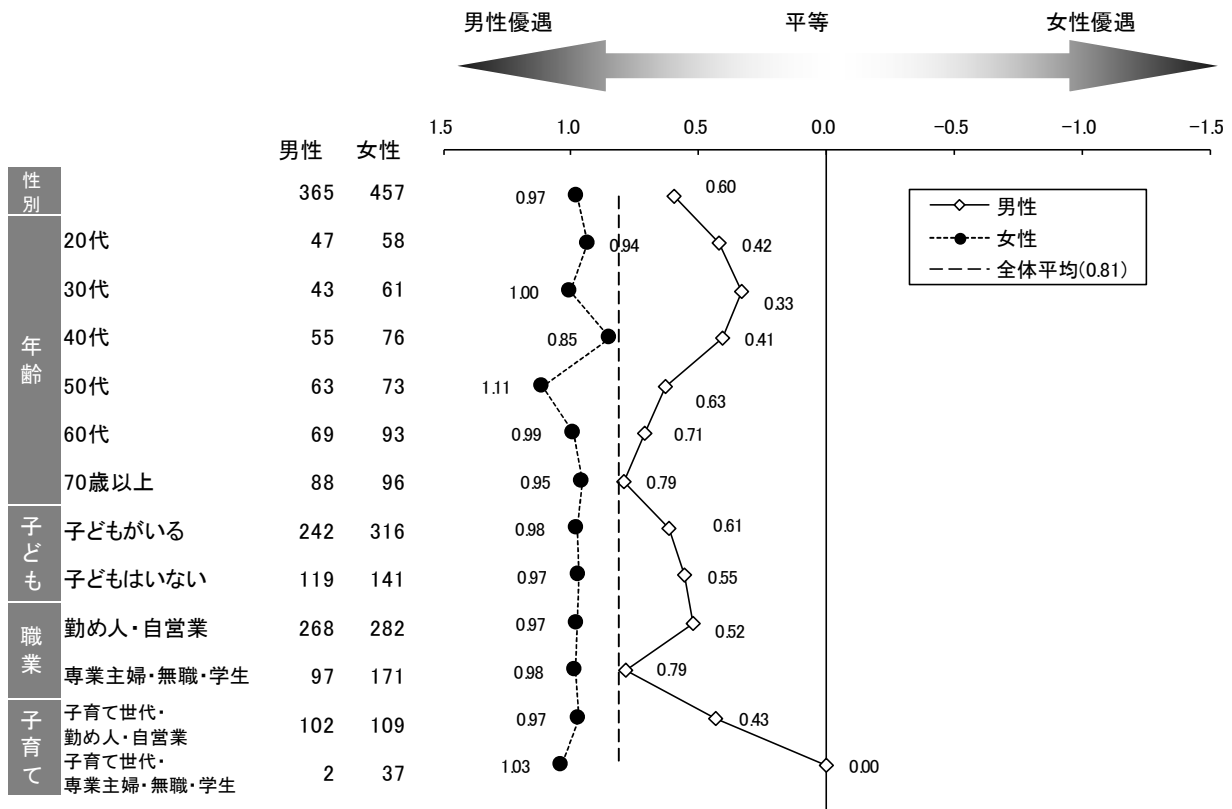 男性優遇 平等 女性優遇
1.5 1.0 0.5 0.0 −0.5 −1.0 −1.5
男性 女性
性別 365 457 0.97 0.60
男性
女性
全体平均(0.81)
年齢
20代 47 58 0.94 0.42
30代 43 61 1.00 0.33
40代 55 76 0.85 0.41
50代 63 73 1.11 0.63
60代 69 93 0.99 0.71
70歳以上 88 96 0.95 0.79
子ども
子どもがいる 242 316 0.98 0.61
子どもはいない 119 141 0.97 0.55
職業
勤め人・自営業 268 282 0.97 0.52
専業主婦・無職・学生 97 171 0.98 0.79
子育て
子育て世代・
勤め人・自営業 102 109 0.97 0.43
子育て世代・
専業主婦・無職・学生 2 37 1.03 0.00